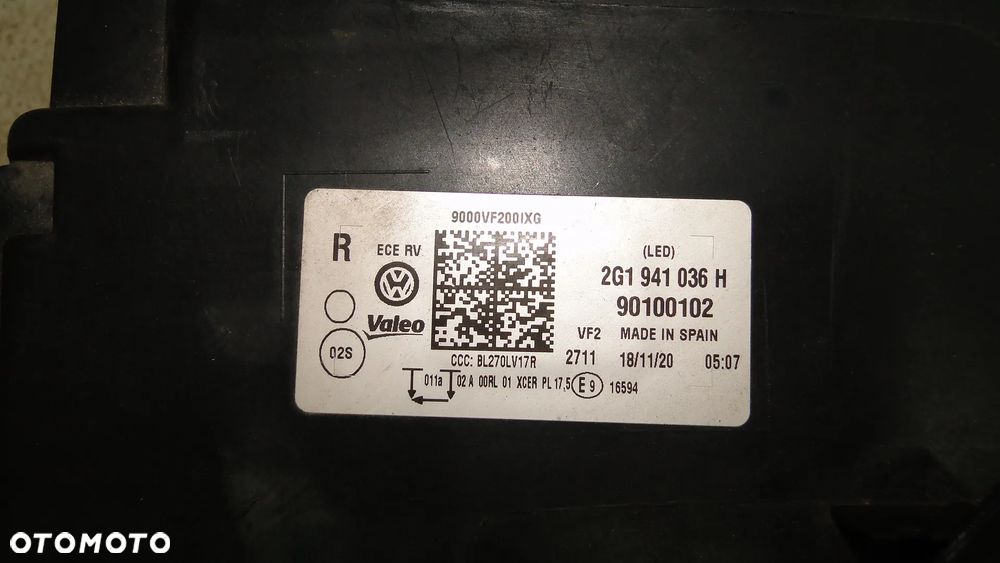 9000VF200IXG
R
ECE RV
(LED)
2G1 941 036 H
90100102
Valeo
VF2 MADE IN SPAIN
02S
CCC: BL270LV17R
2711 18/11/20 05:07
011a 02 A 00RL 01 XCER PL 17,5 E 9 16594
OTOMOTO